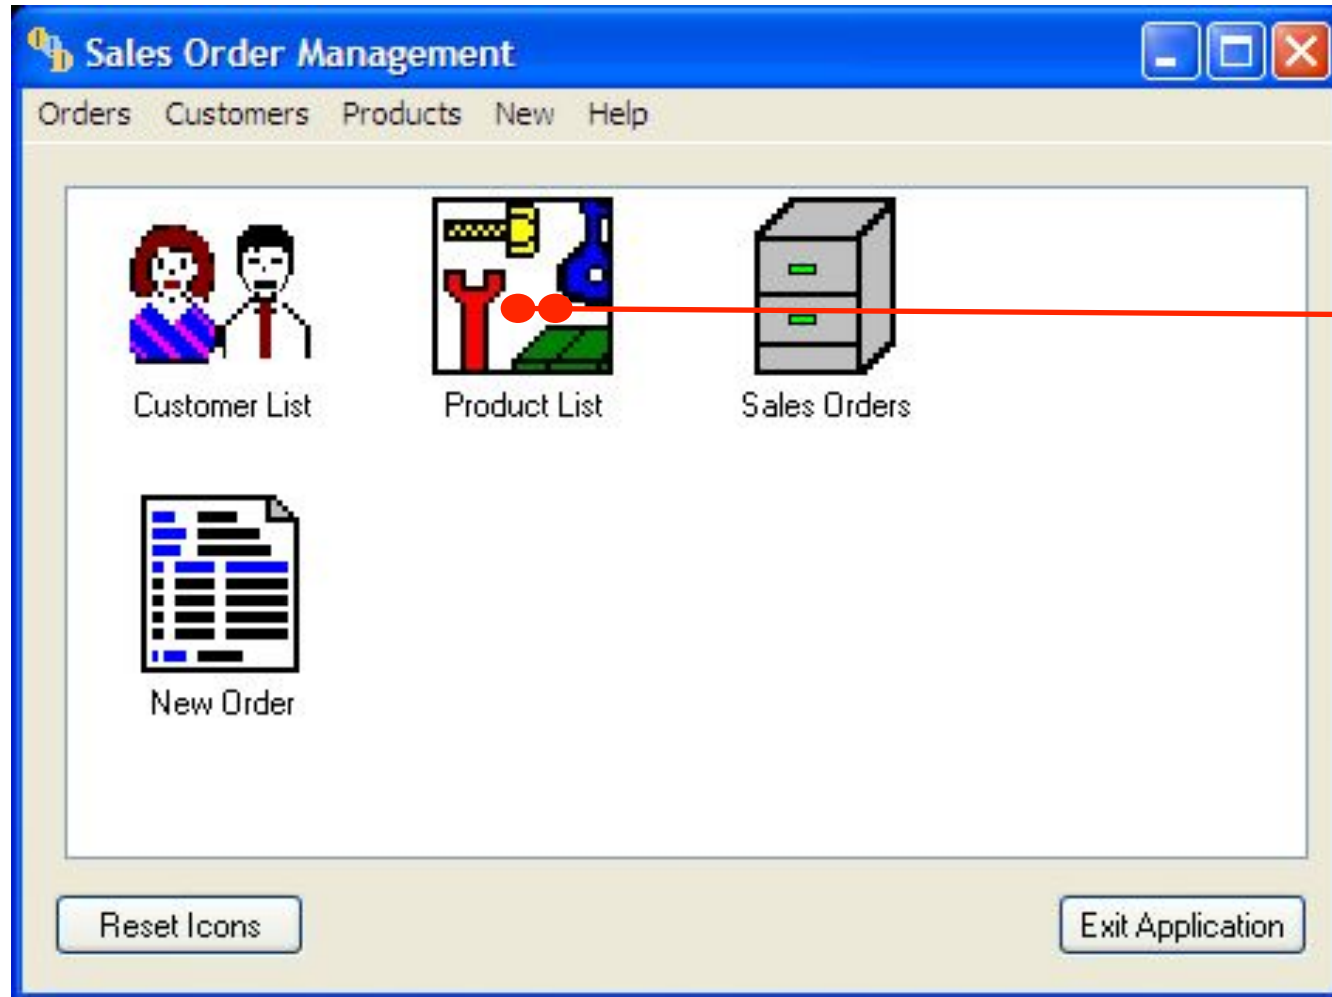 Sales Order Management
Orders Customers Products New Help
Customer List Product List Sales Orders
New Order
Reset Icons Exit Application